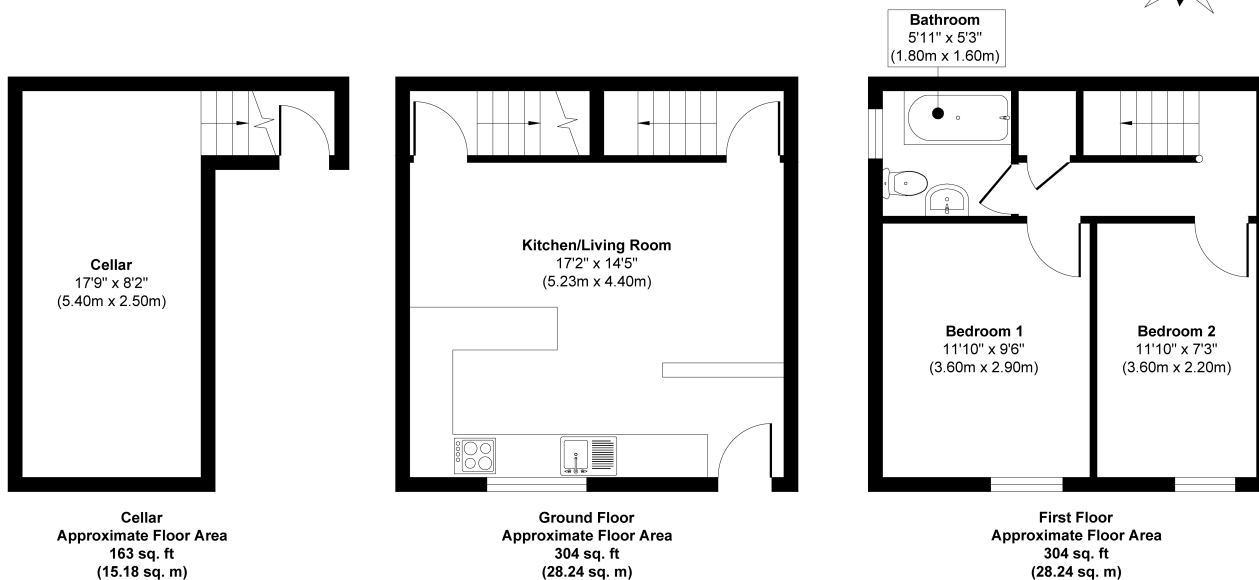 Bathroom
5'11" x 5'3"
(1.80m x 1.60m)
Cellar
17'9" x 8'2"
(5.40m x 2.50m)
Kitchen/Living Room
17'2" x 14'5"
(5.23m x 4.40m)
Bedroom 1
11'10" x 9'6"
(3.60m x 2.90m)
Bedroom 2
11'10" x 7'3"
(3.60m x 2.20m)
Cellar
Approximate Floor Area
163 sq. ft
(15.18 sq. m)
Ground Floor
Approximate Floor Area
304 sq. ft
(28.24 sq. m)
First Floor
Approximate Floor Area
304 sq. ft
(28.24 sq. m)